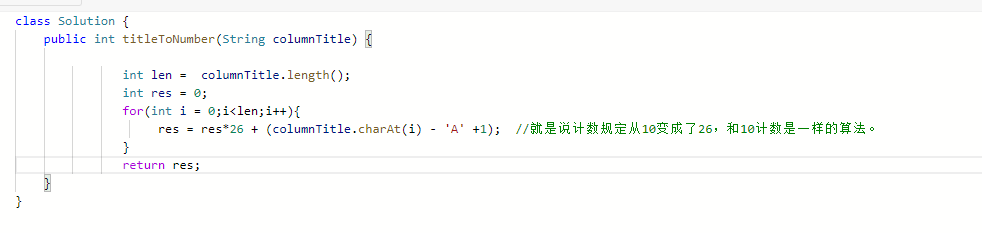 class Solution {
    public int titleToNumber(String columnTitle) {
            int len =  columnTitle.length();
            int res = 0;
            for(int i = 0;i<len;i++){
                res = res*26 + (columnTitle.charAt(i) - 'A' +1);  //就是说计数规定从10变成了26，和10计数是一样的算法。
            }
            return res;
    }
}